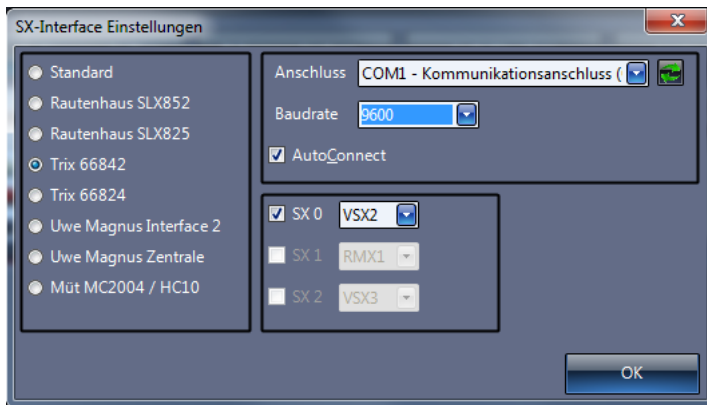 SX-Interface Einstellungen
Standard
Rautenhaus SLX852
Rautenhaus SLX825
Trix 66842
Trix 66824
Uwe Magnus Interface 2
Uwe Magnus Zentrale
Müt MC2004 / HC10
Anschluss COM1 - Kommunikationsanschluss (
Baudrate 9600
AutoConnect
SX 0 VSX2
SX 1 RMX1
SX 2 VSX3
OK